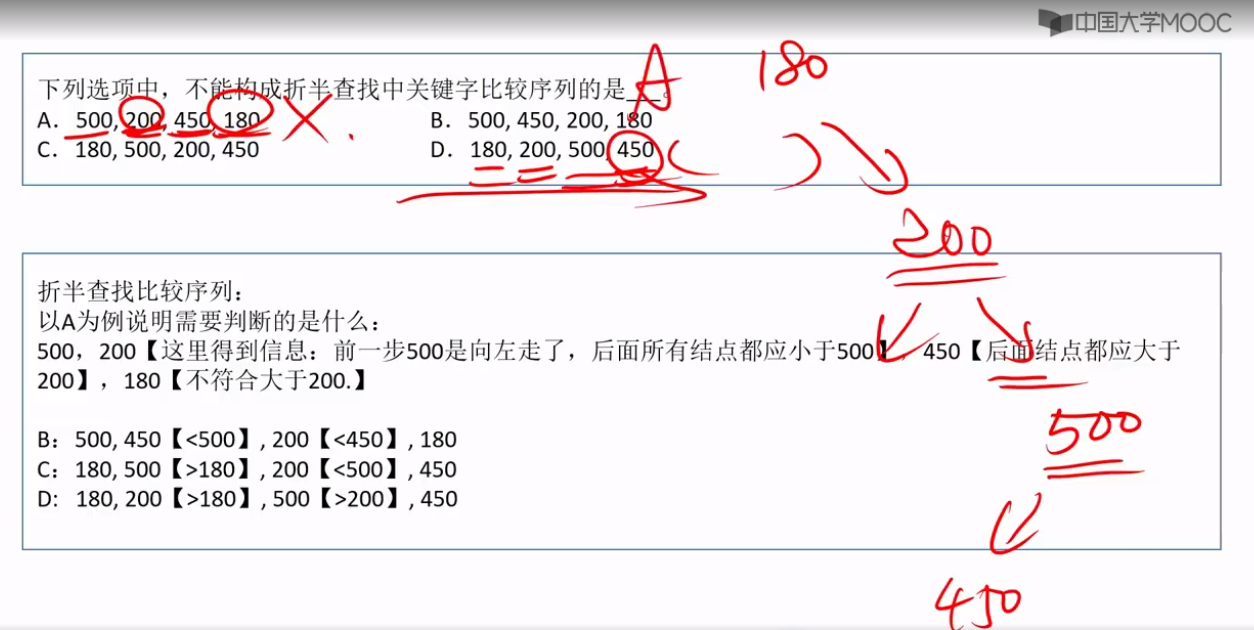 中国大学MOOC
下列选项中，不能构成折半查找中关键字比较序列的是___。
A
180
A. 500, 200, 450, 180
B. 500, 450, 200, 180
C. 180, 500, 200, 450
D. 180, 200, 500, 450
200
折半查找比较序列：
以A为例说明需要判断的是什么：
500，200【这里得到信息：前一步500是向左走了，后面所有结点都应小于500】，450【后面结点都应大于
200】，180【不符合大于200.】
500
B： 500, 450【<500】, 200【<450】, 180
C： 180, 500【>180】, 200【<500】, 450
D： 180, 200【>180】, 500【>200】, 450
450